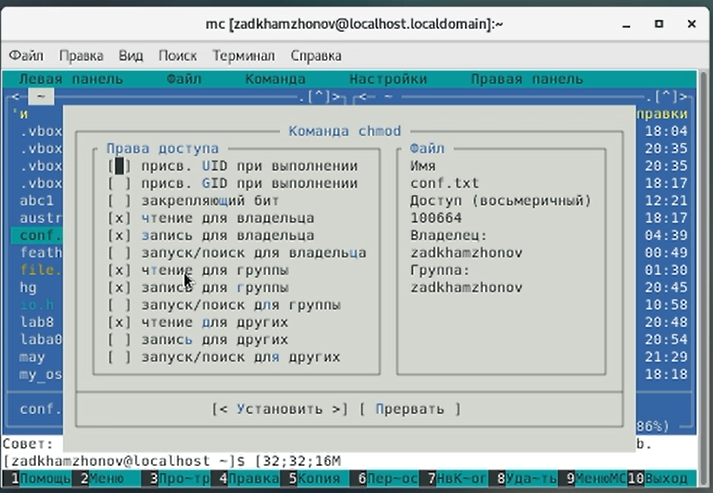 mc [zadkhamzhonov@localhost.localdomain]:~
Файл Правка Вид Поиск Терминал Справка
Левая панель Файл Команда Настройки Правая панель
<- ~ .[^]> <- ~ .[^]>
'и правки
.vbox 18:04
.vbox 20:35
.vbox 20:35
.vbox 18:17
abc1 12:21
austr 18:17
conf. 04:39
feath 00:49
file. 01:30
hg 20:45
io.h 10:58
lab8 20:48
laba0 20:54
may 21:29
my_os 18:18
conf.
86%)
Команда chmod
Права доступа
[ ] присв. UID при выполнении
[ ] присв. GID при выполнении
[ ] закрепляющий бит
[x] чтение для владельца
[x] запись для владельца
[ ] запуск/поиск для владельца
[x] чтение для группы
[x] запись для группы
[ ] запуск/поиск для группы
[x] чтение для других
[ ] запись для других
[ ] запуск/поиск для других
Файл
Имя
conf.txt
Доступ (восьмеричный)
100664
Владелец:
zadkhamzhonov
Группа:
zadkhamzhonov
[< Установить >] [ Прервать ]
Совет: b.
[zadkhamzhonov@localhost ~]$ [32;32;16M
1Помощь 2Меню 3Про~тр 4Правка 5Копия 6Пер~ос 7НвК~ог 8Уда~ть 9МенюMC 10Выход